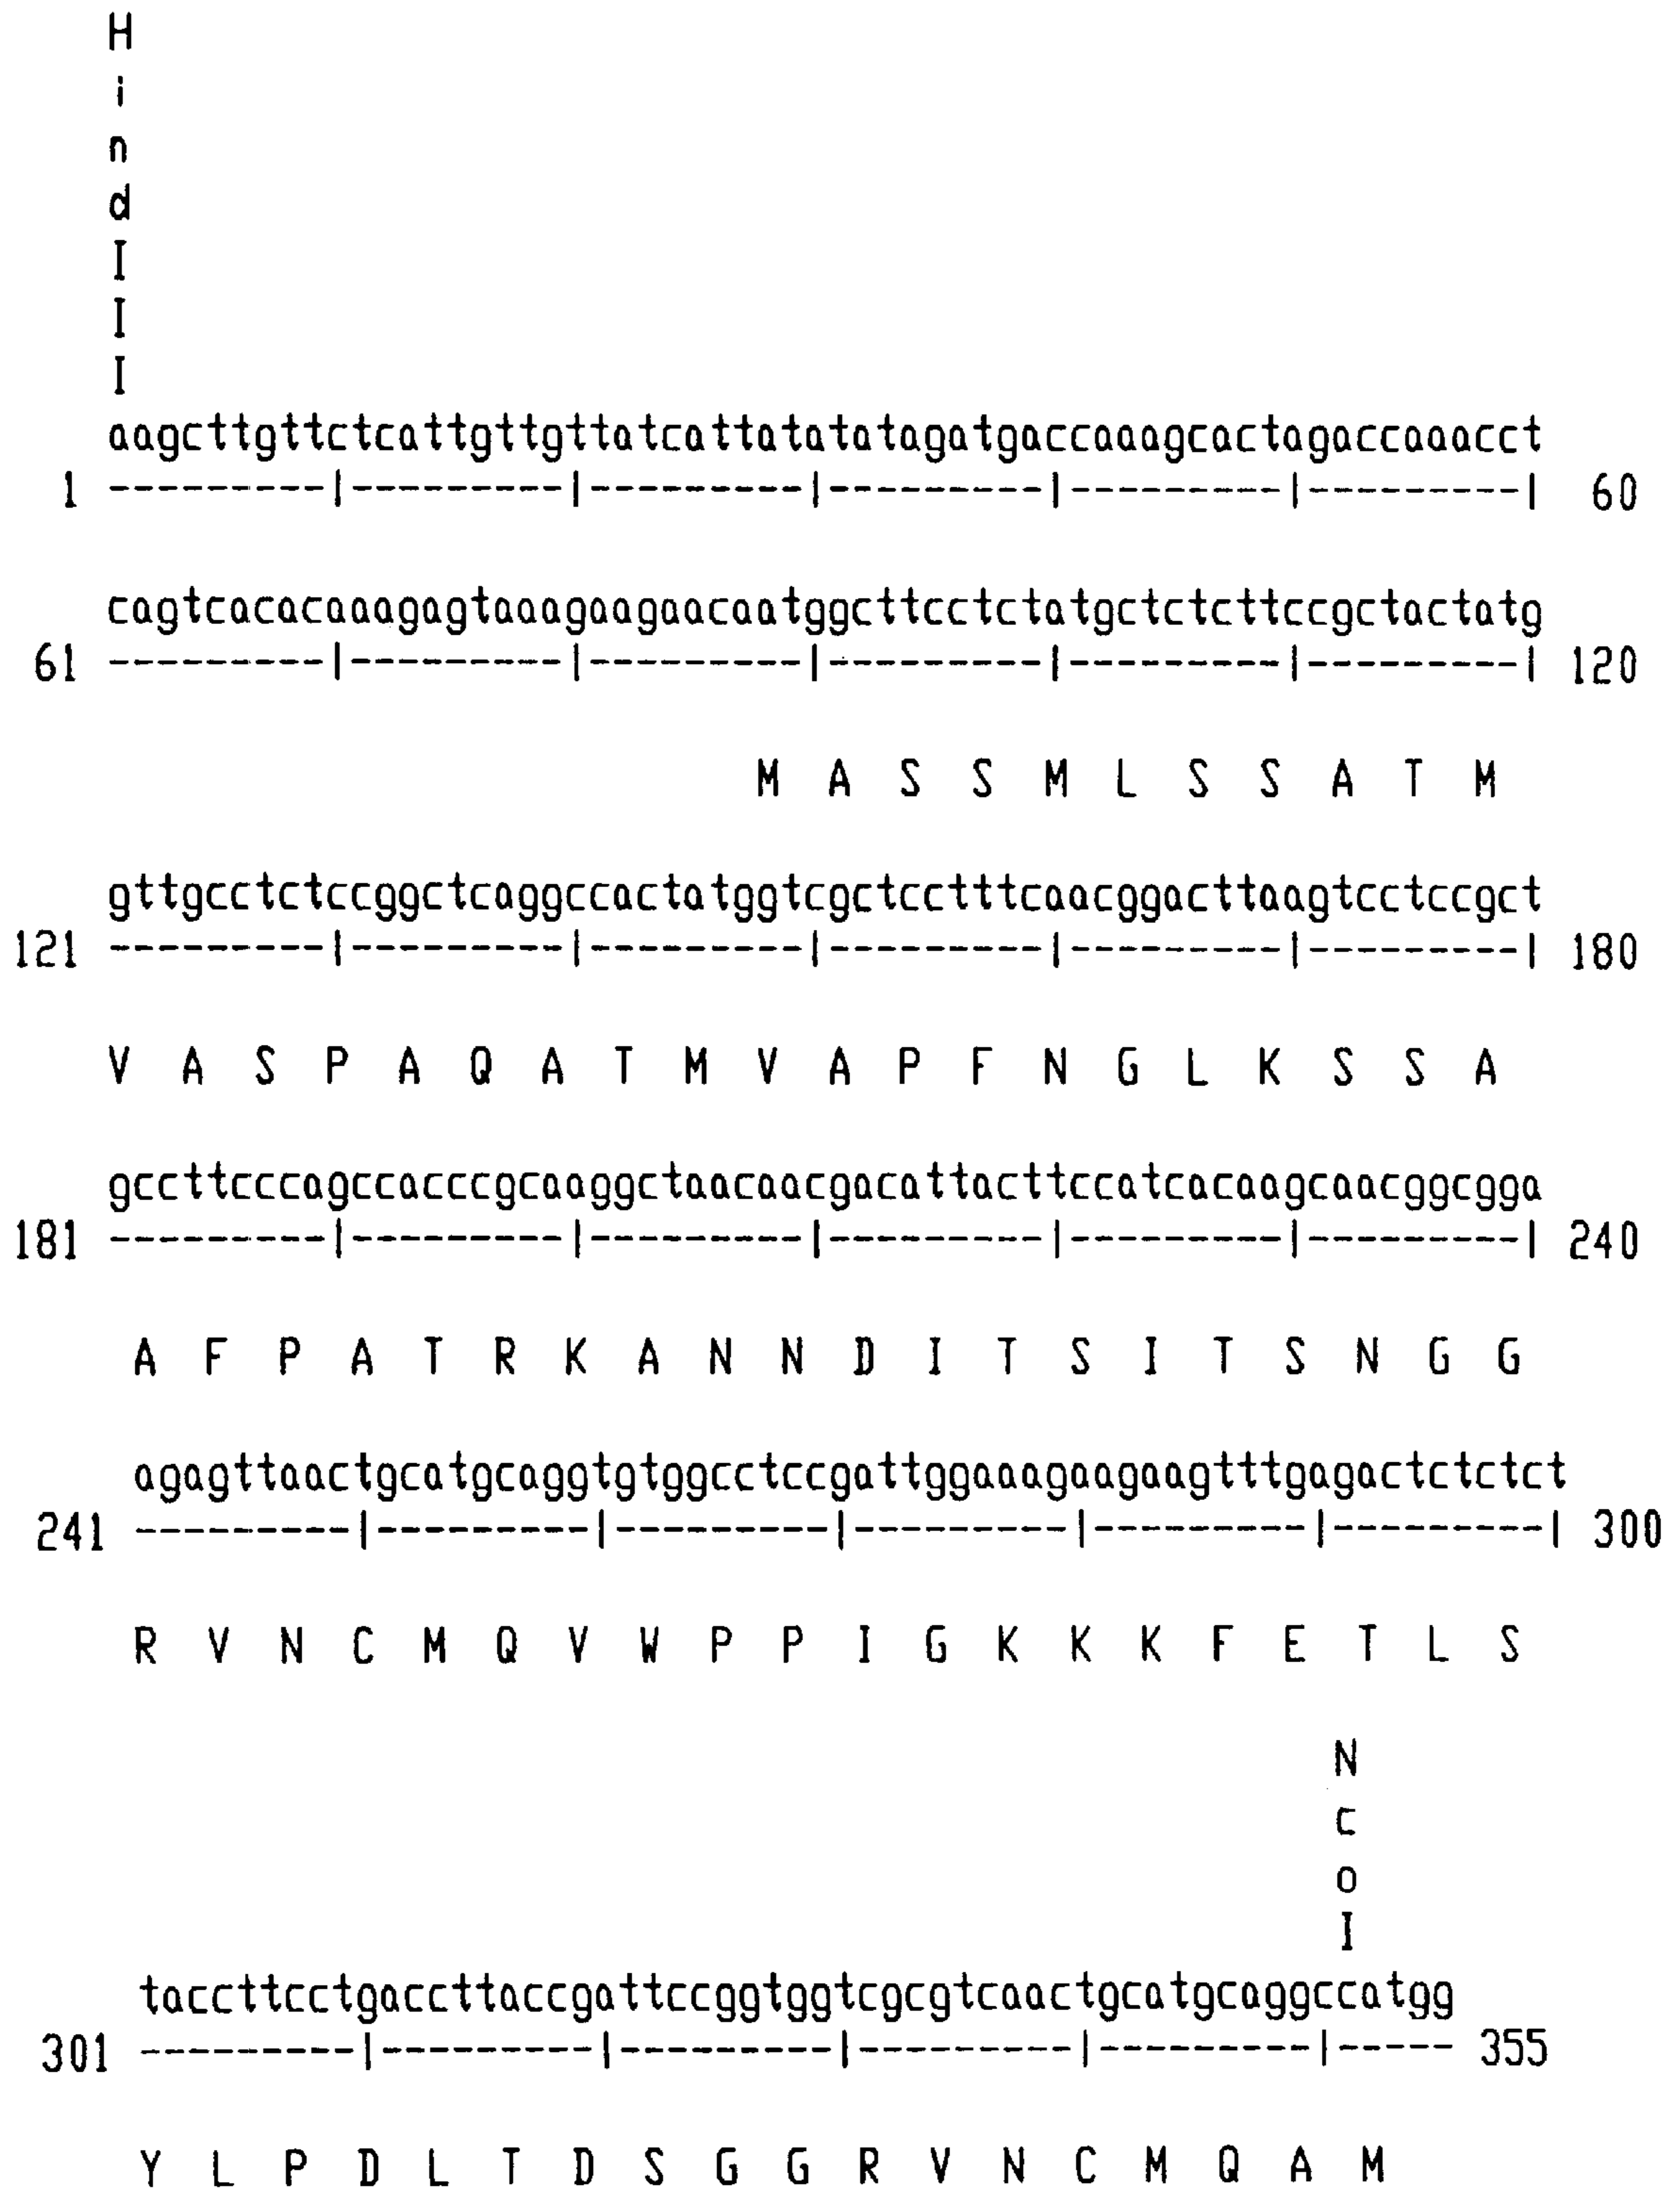 H
i
n
d
I
I
I
aagcttgttctcattgttgttatcattatatatagatgaccaaagcactagaccaaacct
1 ---------|---------|---------|---------|---------|---------| 60
cagtcacacaaagagtaaagaagaacaatggcttcctctatgctctcttccgctactatg
61 ---------|---------|---------|---------|---------|---------| 120
M A S S M L S S A T M
gttgcctctccggctcaggccactatggtcgctcctttcaacggacttaagtcctccgct
121 ---------|---------|---------|---------|---------|---------| 180
V A S P A Q A T M V A P F N G L K S S A
gccttcccagccacccgcaaggctaacaacgacattacttccatcacaagcaacggcgga
181 ---------|---------|---------|---------|---------|---------| 240
A F P A T R K A N N D I T S I T S N G G
agagttaactgcatgcaggtgtggcctccgattggaaagaagaagtttgagactctctct
241 ---------|---------|---------|---------|---------|---------| 300
R V N C M Q V W P P I G K K K F E T L S
N
c
o
I
taccttcctgaccttaccgattccggtggtcgcgtcaactgcatgcaggccatgg
301 ---------|---------|---------|---------|---------|----- 355
Y L P D L T D S G G R V N C M Q A M